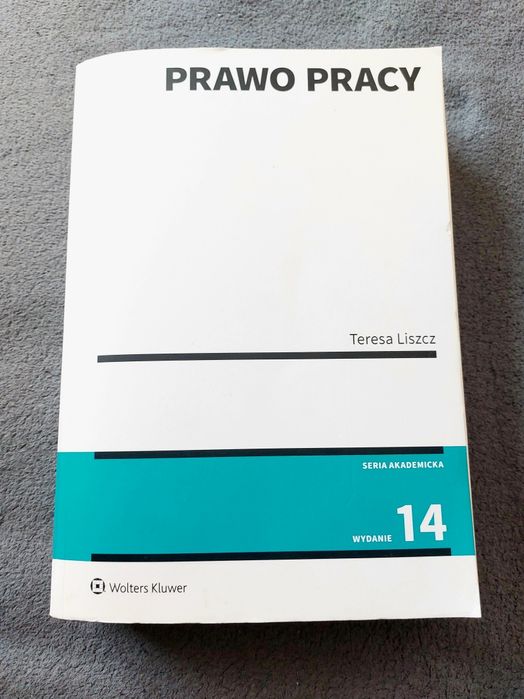 PRAWO PRACY
Teresa Liszcz
SERIA AKADEMICKA
WYDANIE 14
Wolters Kluwer